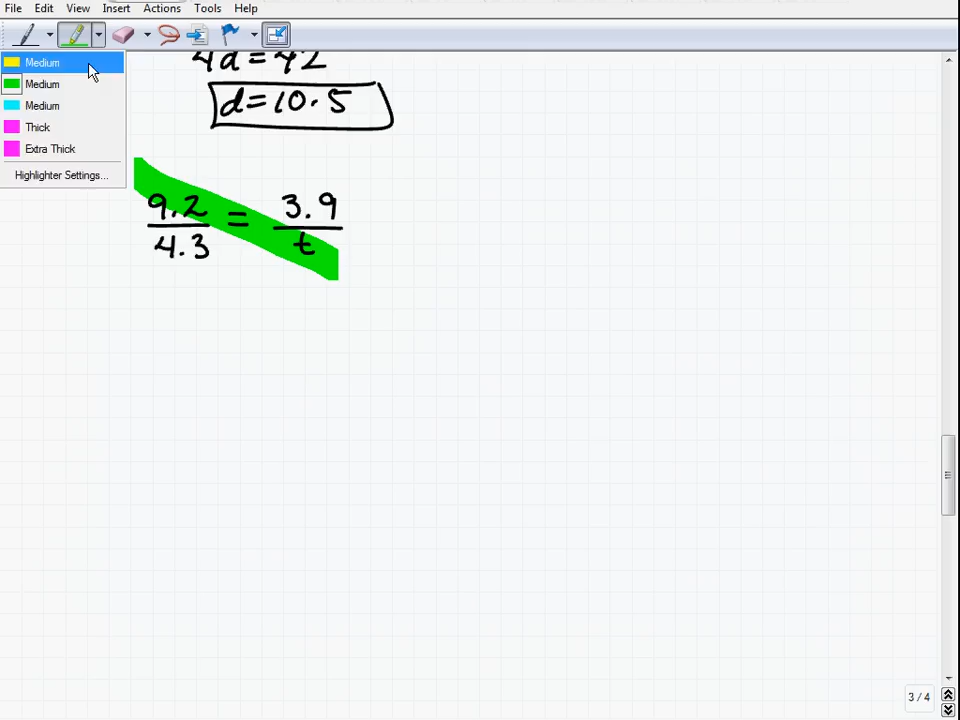 File Edit View Insert Actions Tools Help
Medium
Medium
Medium
Thick
Extra Thick
Highlighter Settings...
4d = 42
d = 10.5
9.2 = 3.9
4.3 t
3 / 4